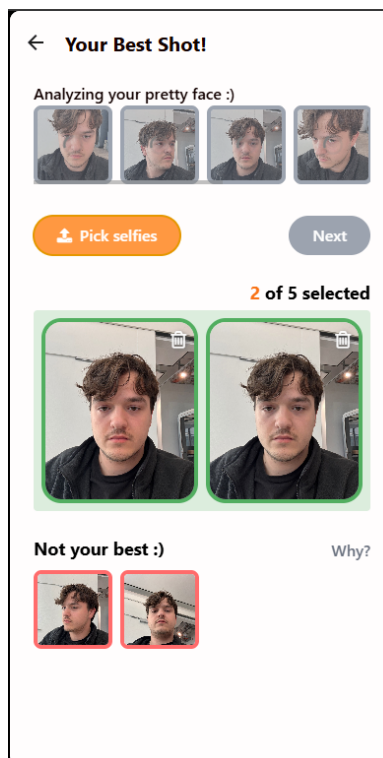 Your Best Shot!
Analyzing your pretty face :)
Pick selfies
Next
2 of 5 selected
Not your best :)
Why?